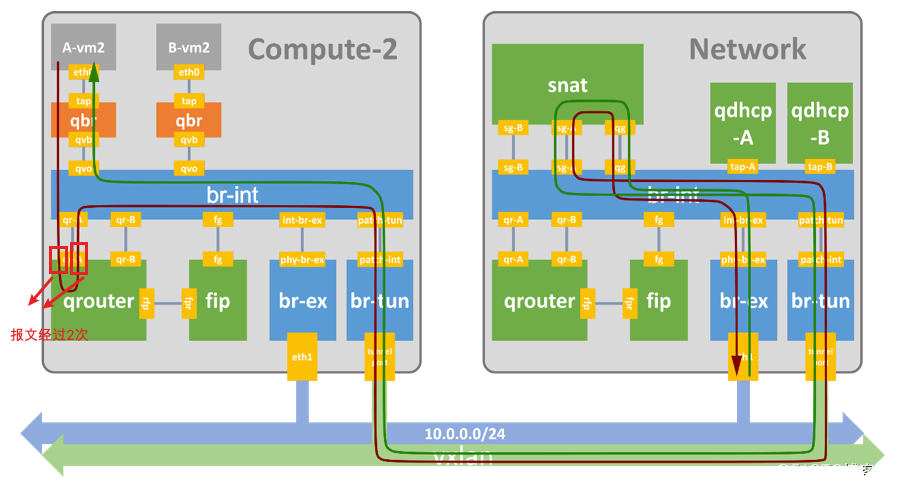 A-vm2
B-vm2
Compute-2
eth0
eth0
tap
tap
qbr
qbr
qvb
qvb
qvo
qvo
br-int
qr-A
qr-B
fg
int-br-ex
patch-tun
qr-A
qr-B
fg
phy-br-ex
patch-int
qrouter
rfp
fpr
fip
br-ex
br-tun
报文经过2次
eth1
tunnel
port
Network
snat
qdhcp
-A
qdhcp
-B
sg-B
sg-A
qg
sg-B
sg-A
qg
tap-A
tap-B
br-int
qr-A
qr-B
fg
int-br-ex
patch-tun
qr-A
qr-B
fg
phy-br-ex
patch-int
qrouter
rfp
fpr
fip
br-ex
br-tun
eth1
tunnel
port
10.0.0.0/24
vxlan